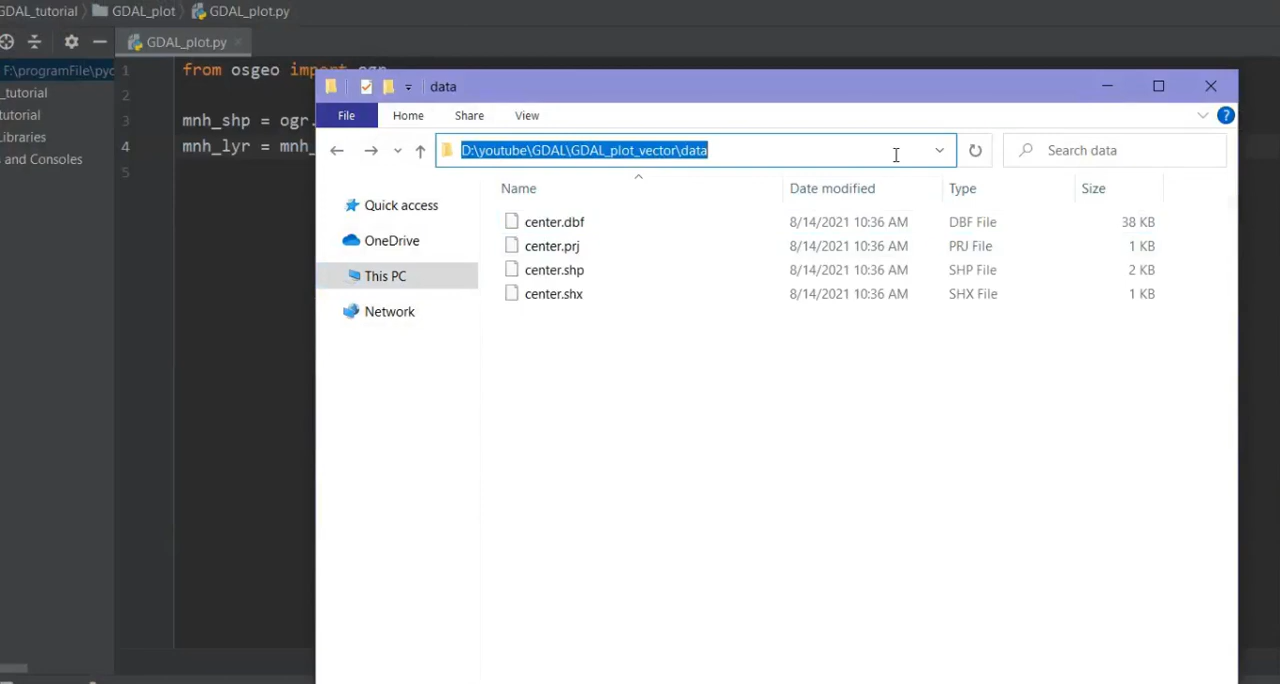 GDAL_tutorial GDAL_plot GDAL_plot.py
GDAL_plot.py
F:\programFile\pyc
_tutorial
tutorial
Libraries
and Consoles
1 from osgeo import ogr
2
3 mnh_shp = ogr.
4 mnh_lyr = mnh_
5
data
File Home Share View
D:\youtube\GDAL\GDAL_plot_vector\data
Search data
Quick access
OneDrive
This PC
Network
Name Date modified Type Size
center.dbf 8/14/2021 10:36 AM DBF File 38 KB
center.prj 8/14/2021 10:36 AM PRJ File 1 KB
center.shp 8/14/2021 10:36 AM SHP File 2 KB
center.shx 8/14/2021 10:36 AM SHX File 1 KB